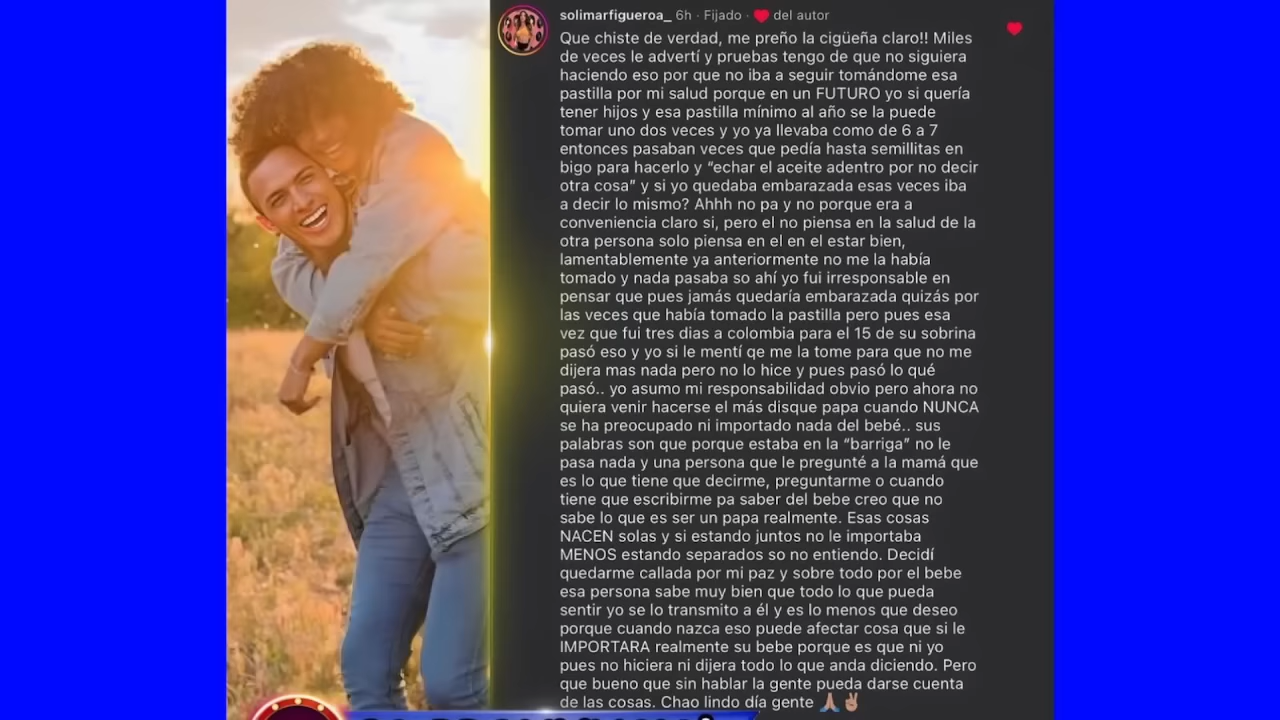 solimarfigueroa_ 6h · Fijado · ❤️ del autor
Que chiste de verdad, me preño la cigüeña claro!! Miles
de veces le advertí y pruebas tengo de que no siguiera
haciendo eso por que no iba a seguir tomándome esa
pastilla por mi salud porque en un FUTURO yo si quería
tener hijos y esa pastilla mínimo al año se la puede
tomar uno dos veces y yo ya llevaba como de 6 a 7
entonces pasaban veces que pedía hasta semillitas en
bigo para hacerlo y “echar el aceite adentro por no decir
otra cosa” y si yo quedaba embarazada esas veces iba
a decir lo mismo? Ahhh no pa y no porque era a
conveniencia claro si, pero el no piensa en la salud de la
otra persona solo piensa en el en el estar bien,
lamentablemente ya anteriormente no me la había
tomado y nada pasaba so ahí yo fui irresponsable en
pensar que pues jamás quedaría embarazada quizás por
las veces que había tomado la pastilla pero pues esa
vez que fui tres dias a colombia para el 15 de su sobrina
pasó eso y yo si le mentí qe me la tome para que no me
dijera mas nada pero no lo hice y pues pasó lo qué
pasó.. yo asumo mi responsabilidad obvio pero ahora no
quiera venir hacerse el más disque papa cuando NUNCA
se ha preocupado ni importado nada del bebé.. sus
palabras son que porque estaba en la “barriga” no le
pasa nada y una persona que le pregunté a la mamá que
es lo que tiene que decirme, preguntarme o cuando
tiene que escribirme pa saber del bebe creo que no
sabe lo que es ser un papa realmente. Esas cosas
NACEN solas y si estando juntos no le importaba
MENOS estando separados so no entiendo. Decidí
quedarme callada por mi paz y sobre todo por el bebe
esa persona sabe muy bien que todo lo que pueda
sentir yo se lo transmito a él y es lo menos que deseo
porque cuando nazca eso puede afectar cosa que si le
IMPORTARA realmente su bebe porque es que ni yo
pues no hiciera ni dijera todo lo que anda diciendo. Pero
que bueno que sin hablar la gente pueda darse cuenta
de las cosas. Chao lindo día gente 🙏🏽✌🏽